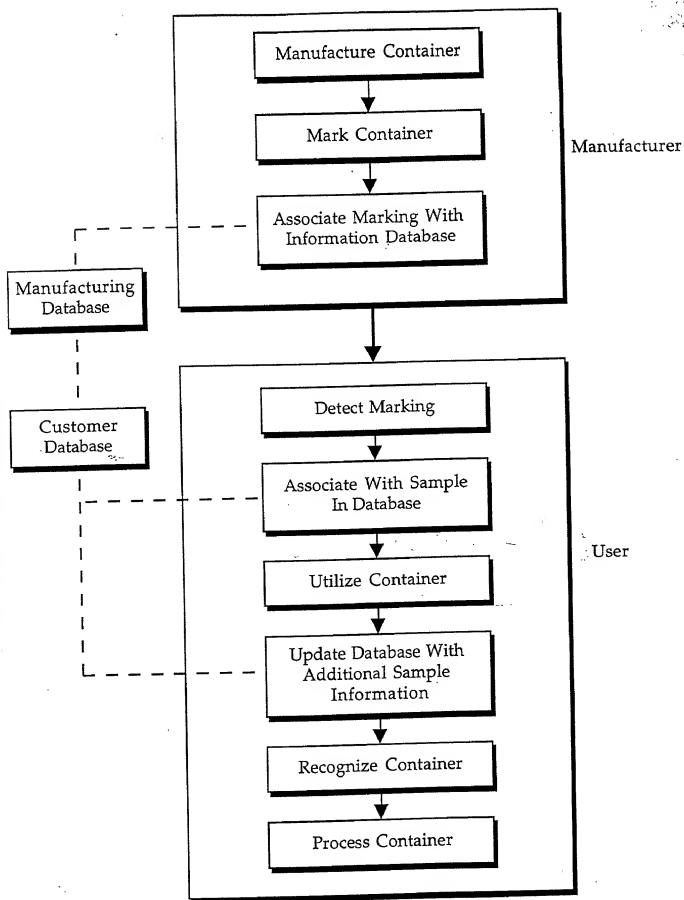 Manufacture Container
Mark Container
Manufacturer
Associate Marking With
Information Database
Manufacturing
Database
Customer
Database
Detect Marking
Associate With Sample
In Database
User
Utilize Container
Update Database With
Additional Sample
Information
Recognize Container
Process Container